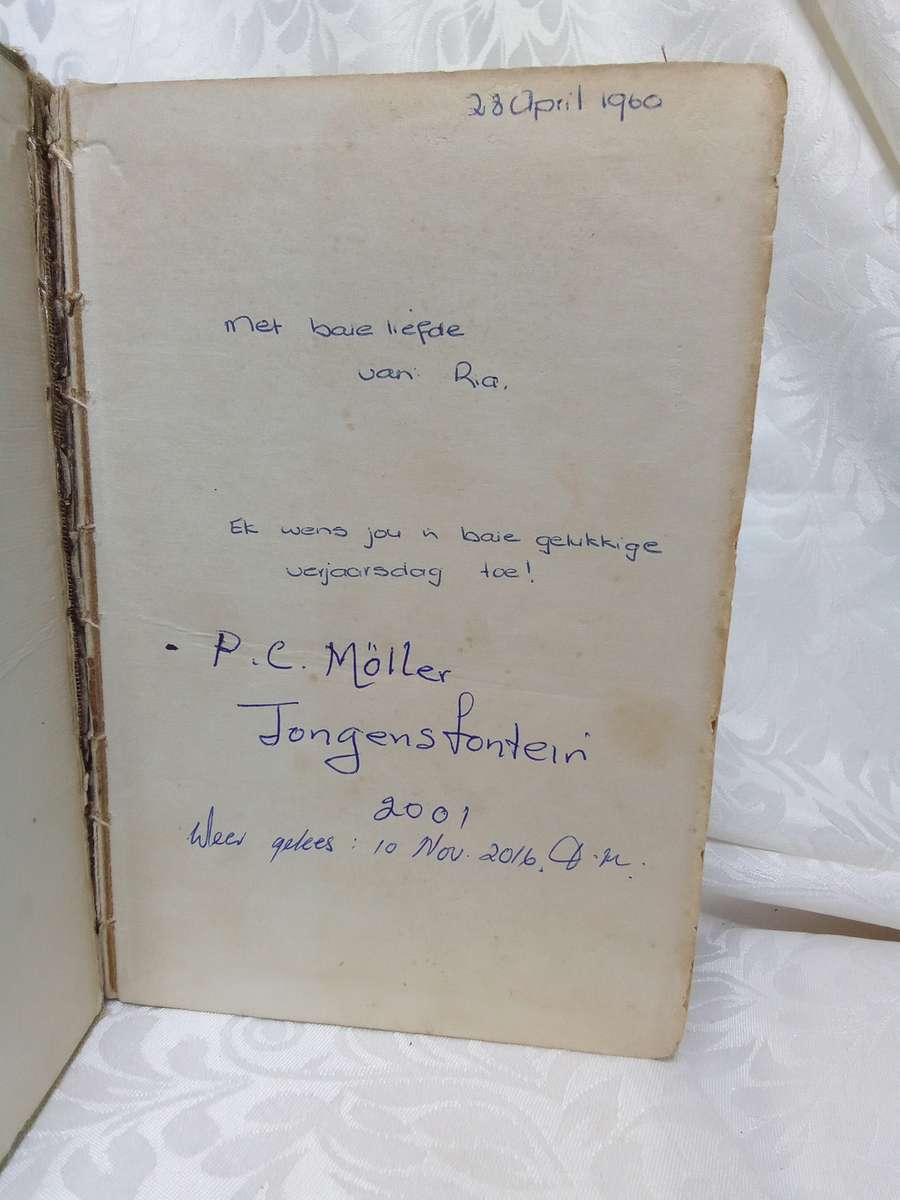 28 April 1960
Met baie liefde
van Ria.
Ek wens jou 'n baie gelukkige
verjaarsdag toe!
P.C. Möller
Jongensfontein
2001
Weer gelees: 10 Nov. 2016.